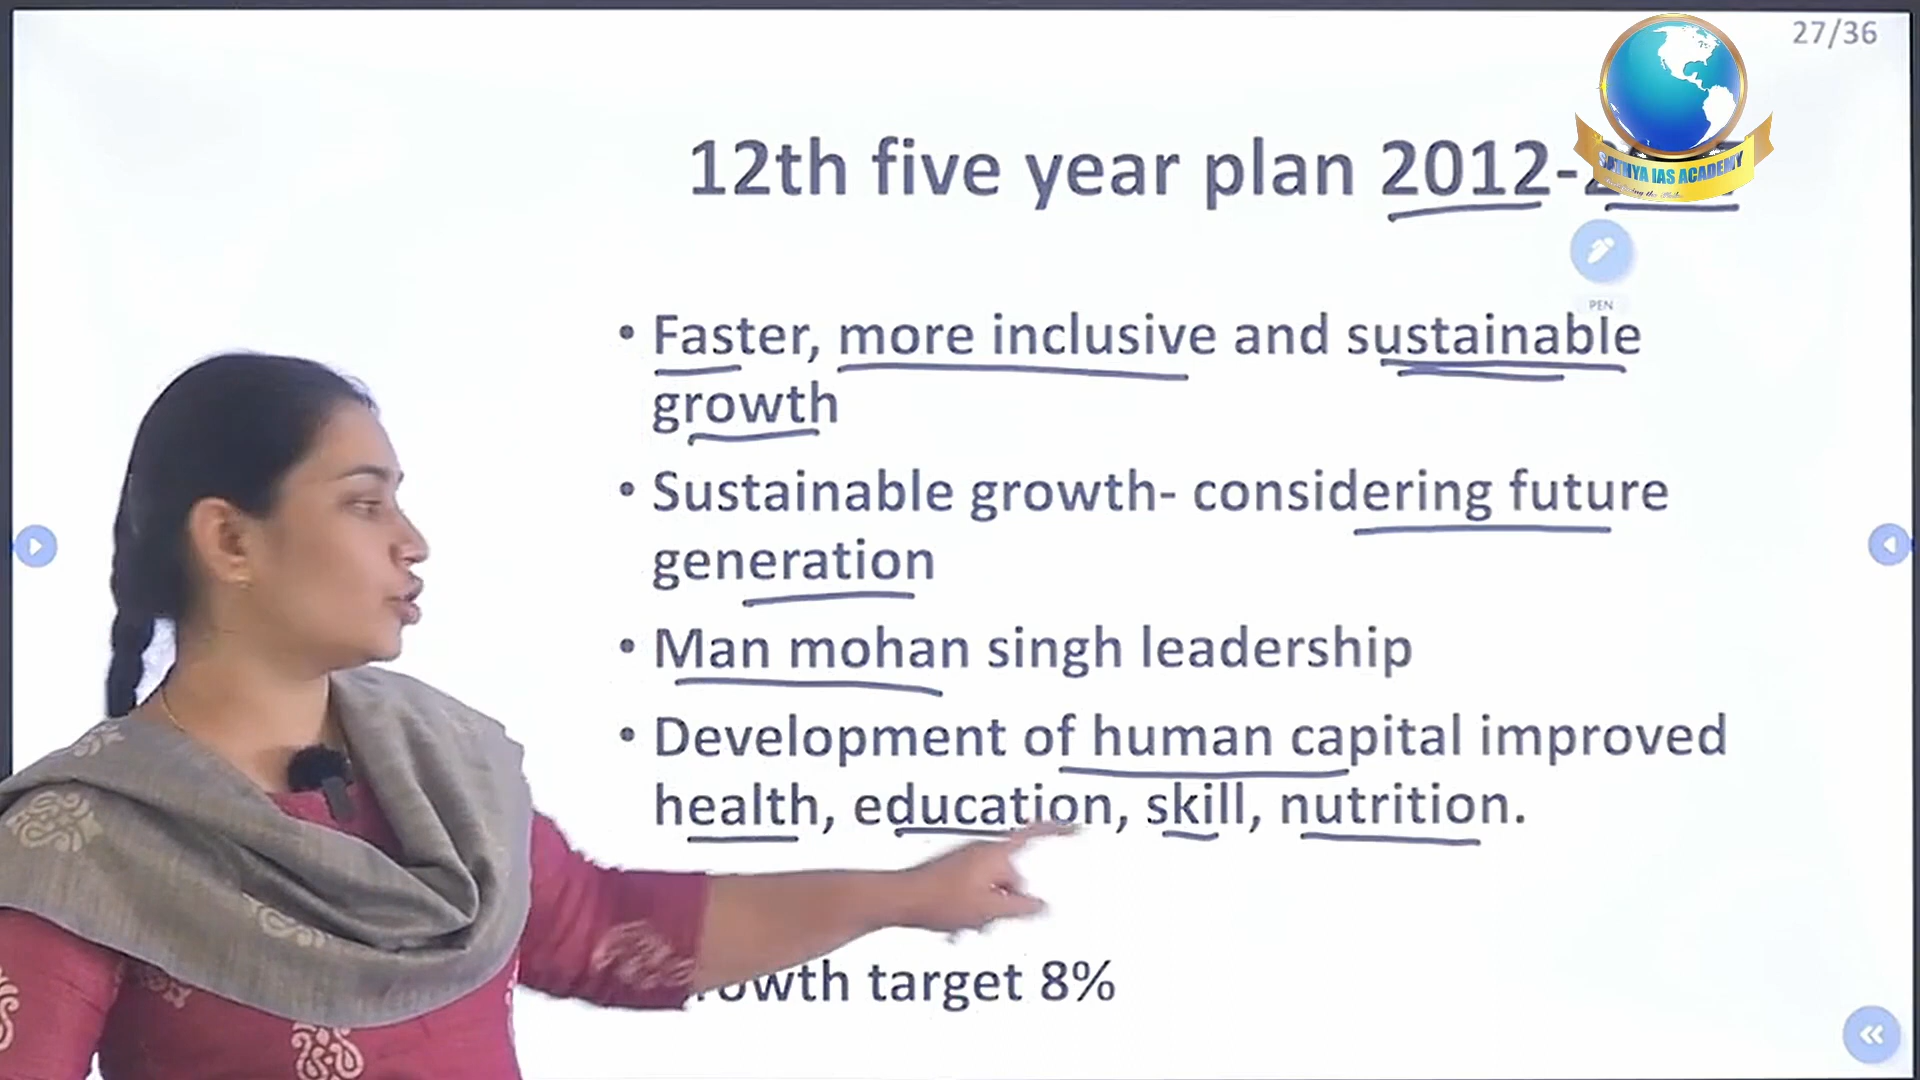 27/36
12th five year plan 2012-
SATHYA IAS ACADEMY
PEN
• Faster, more inclusive and sustainable
growth
• Sustainable growth- considering future
generation
• Man mohan singh leadership
• Development of human capital improved
health, education, skill, nutrition.
target 8%